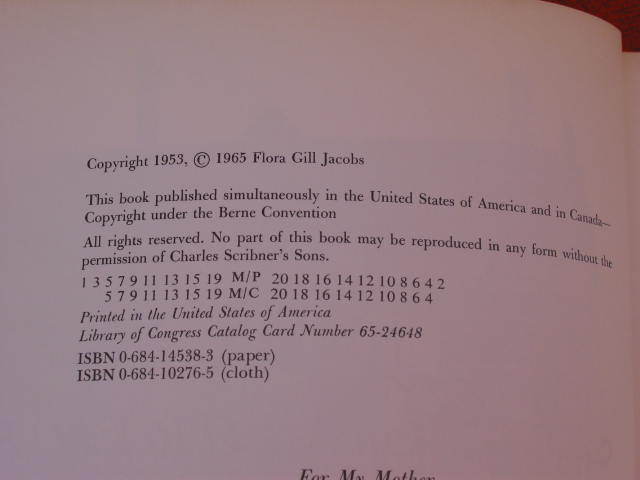 Copyright 1953, © 1965 Flora Gill Jacobs
This book published simultaneously in the United States of America and in Canada—
Copyright under the Berne Convention
All rights reserved. No part of this book may be reproduced in any form without the
permission of Charles Scribner's Sons.
1 3 5 7 9 11 13 15 19 M/P 20 18 16 14 12 10 8 6 4 2
5 7 9 11 13 15 19 M/C 20 18 16 14 12 10 8 6 4
Printed in the United States of America
Library of Congress Catalog Card Number 65-24648
ISBN 0-684-14538-3 (paper)
ISBN 0-684-10276-5 (cloth)
For My Mother